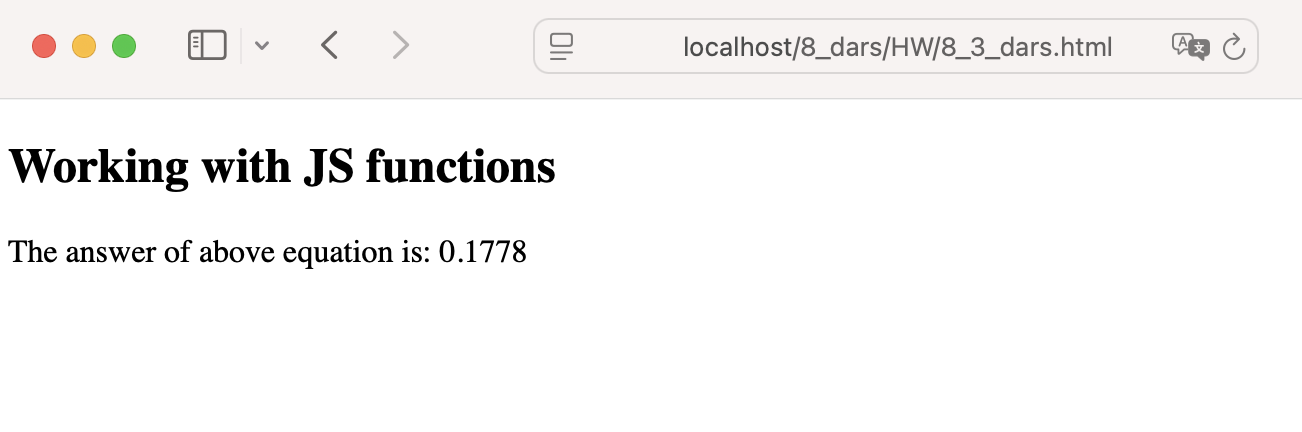 localhost/8_dars/HW/8_3_dars.html
Working with JS functions
The answer of above equation is: 0.1778